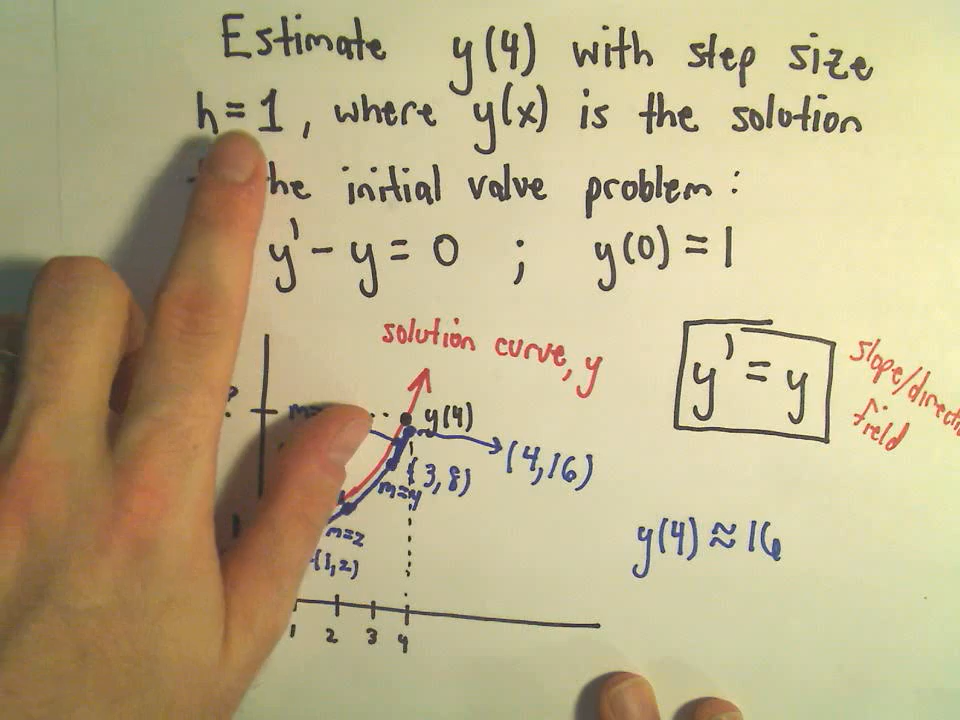 Estimate y(4) with step size
h = 1, where y(x) is the solution
the initial value problem:
y' - y = 0 ; y(0) = 1
solution curve, y
y' = y
slope/directi
field
?
m=
y(4)
(4,16)
(3,8)
m=4
m=2
(1,2)
y(4) ≈ 16
1 2 3 4